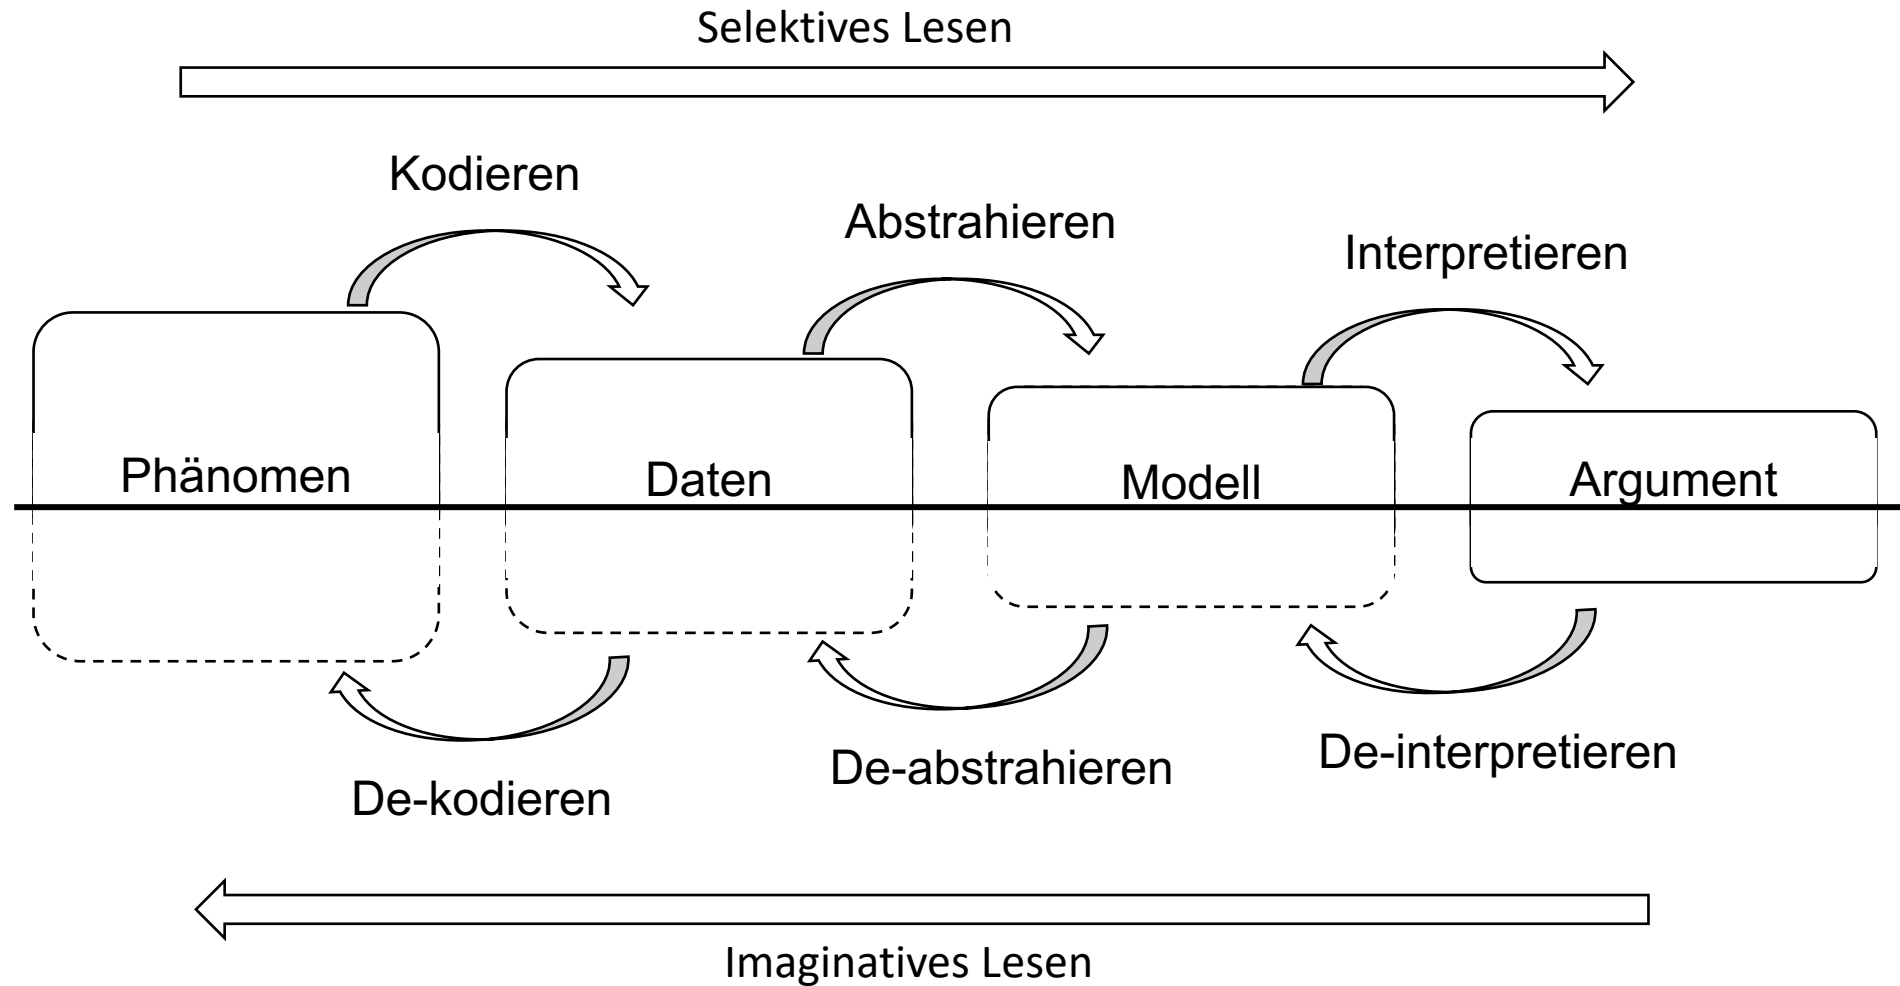 Selektives Lesen
Kodieren
Abstrahieren
Interpretieren
Phänomen
Daten
Modell
Argument
De-kodieren
De-abstrahieren
De-interpretieren
Imaginatives Lesen